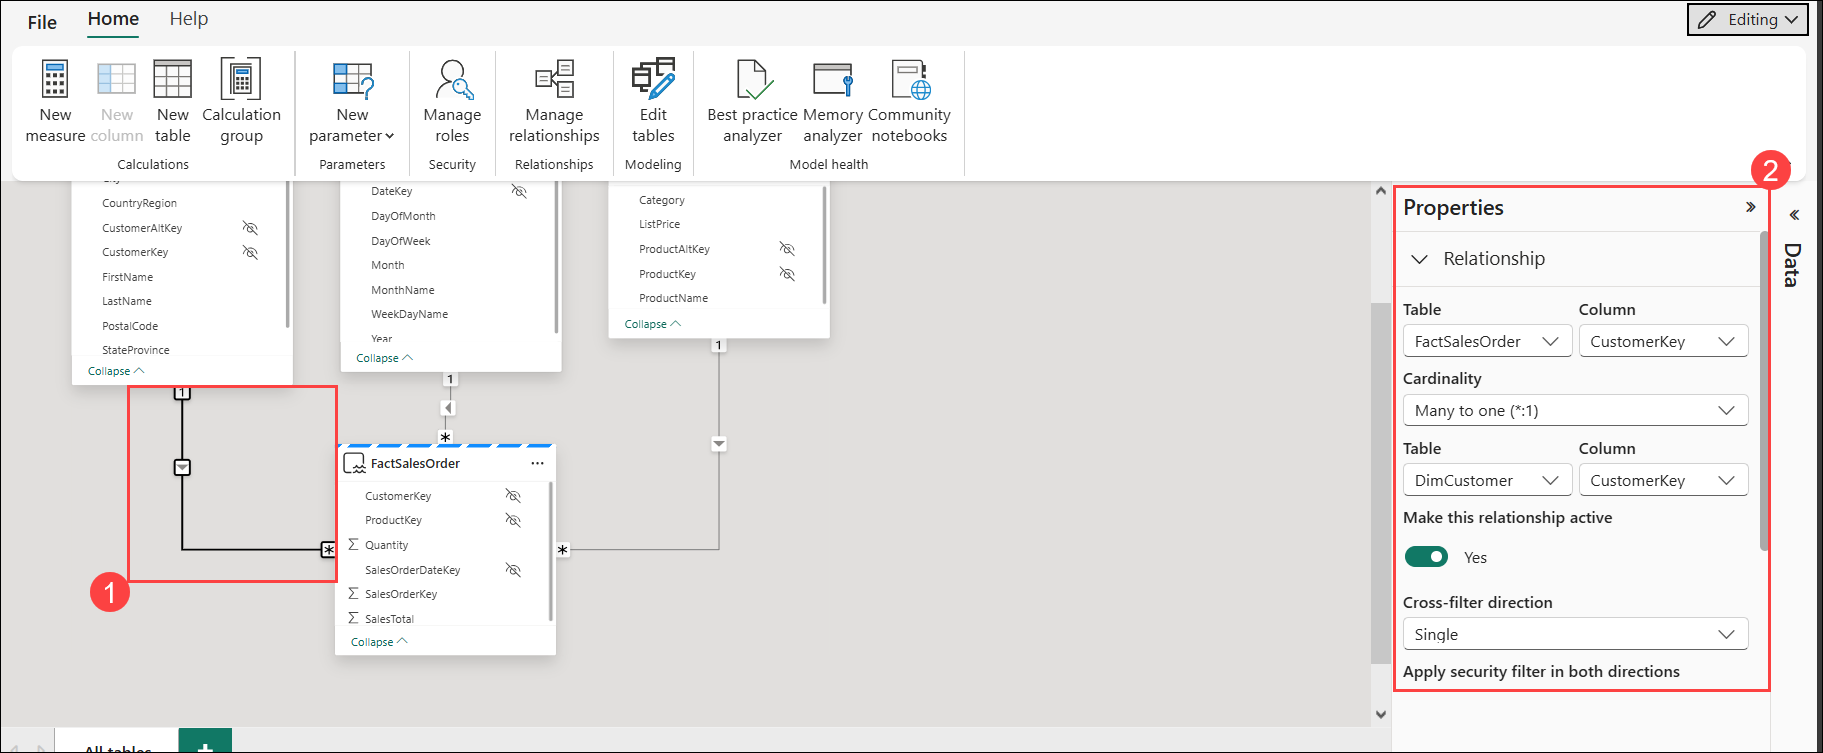 File Home Help
Editing
New measure
New column
New table
Calculation group
New parameter
Manage roles
Manage relationships
Edit tables
Best practice analyzer
Memory analyzer
Community notebooks
Calculations
Parameters
Security
Relationships
Modeling
Model health
2
CountryRegion
CustomerAltKey
CustomerKey
FirstName
LastName
PostalCode
StateProvince
Collapse
DateKey
DayOfMonth
DayOfWeek
Month
MonthName
WeekDayName
Year
Collapse
Category
ListPrice
ProductAltKey
ProductKey
ProductName
Collapse
1
1
1
*
1
FactSalesOrder
CustomerKey
ProductKey
Σ Quantity
SalesOrderDateKey
Σ SalesOrderKey
Σ SalesTotal
Collapse
*
*
Properties
Relationship
Table Column
FactSalesOrder CustomerKey
Cardinality
Many to one (*:1)
Table Column
DimCustomer CustomerKey
Make this relationship active
Yes
Cross-filter direction
Single
Apply security filter in both directions
Data
All tables
+